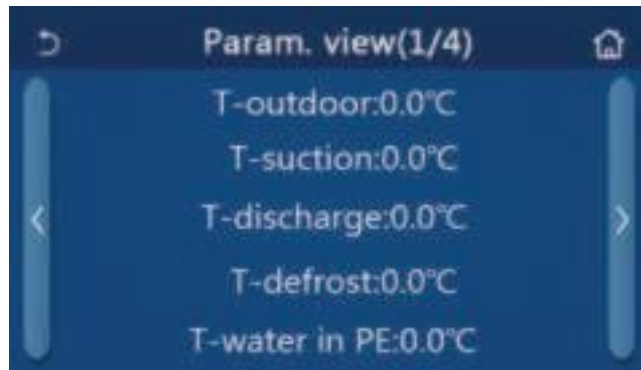 Param. view(1/4)
T-outdoor:0.0℃
T-suction:0.0℃
T-discharge:0.0℃
T-defrost:0.0℃
T-water in PE:0.0℃